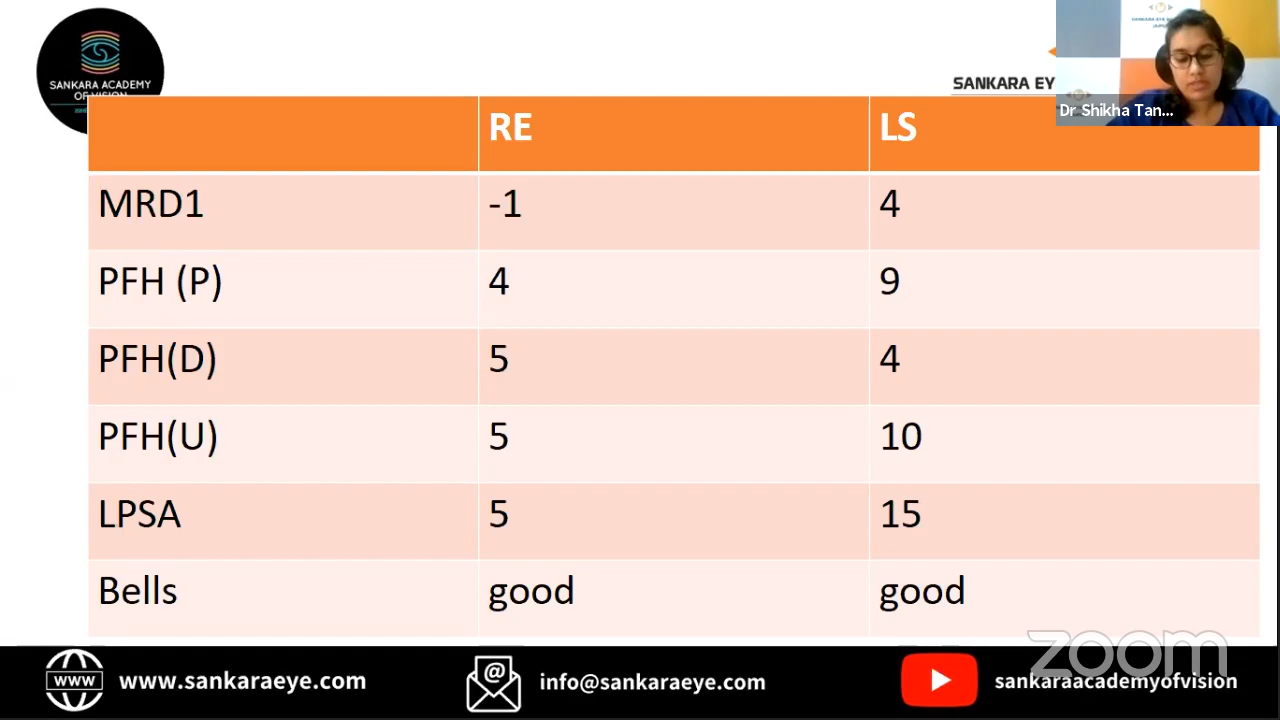 SANKARA ACADEMY
OF VISION
SANKARA EY
Dr Shikha Tan...
RE LS
MRD1 -1 4
PFH (P) 4 9
PFH(D) 5 4
PFH(U) 5 10
LPSA 5 15
Bells good good
zoom
www www.sankaraeye.com @ info@sankaraeye.com sankaraacademyofvision